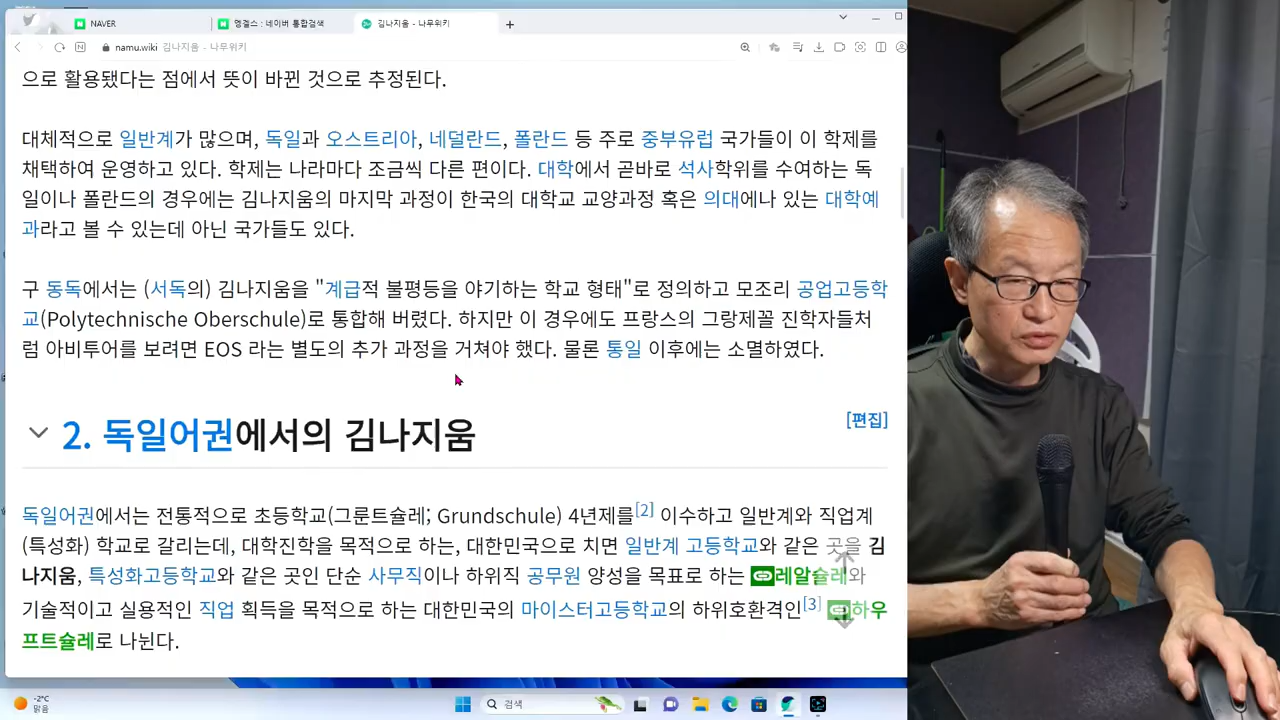 NAVER
엥겔스 : 네이버 통합검색
김나지움 - 나무위키
namu.wiki 김나지움 - 나무위키
으로 활용됐다는 점에서 뜻이 바뀐 것으로 추정된다.
대체적으로 일반계가 많으며, 독일과 오스트리아, 네덜란드, 폴란드 등 주로 중부유럽 국가들이 이 학제를
채택하여 운영하고 있다. 학제는 나라마다 조금씩 다른 편이다. 대학에서 곧바로 석사학위를 수여하는 독
일이나 폴란드의 경우에는 김나지움의 마지막 과정이 한국의 대학교 교양과정 혹은 의대에나 있는 대학예
과라고 볼 수 있는데 아닌 국가들도 있다.
구 동독에서는 (서독의) 김나지움을 "계급적 불평등을 야기하는 학교 형태"로 정의하고 모조리 공업고등학
교(Polytechnische Oberschule)로 통합해 버렸다. 하지만 이 경우에도 프랑스의 그랑제꼴 진학자들처
럼 아비투어를 보려면 EOS 라는 별도의 추가 과정을 거쳐야 했다. 물론 통일 이후에는 소멸하였다.
2. 독일어권에서의 김나지움
[편집]
독일어권에서는 전통적으로 초등학교(그룬트슐레; Grundschule) 4년제를[2] 이수하고 일반계와 직업계
(특성화) 학교로 갈리는데, 대학진학을 목적으로 하는, 대한민국으로 치면 일반계 고등학교와 같은 곳을 김
나지움, 특성화고등학교와 같은 곳인 단순 사무직이나 하위직 공무원 양성을 목표로 하는 레알슐레와
기술적이고 실용적인 직업 획득을 목적으로 하는 대한민국의 마이스터고등학교의 하위호환격인[3] 하우
프트슐레로 나뉜다.
-2°C
맑음
검색